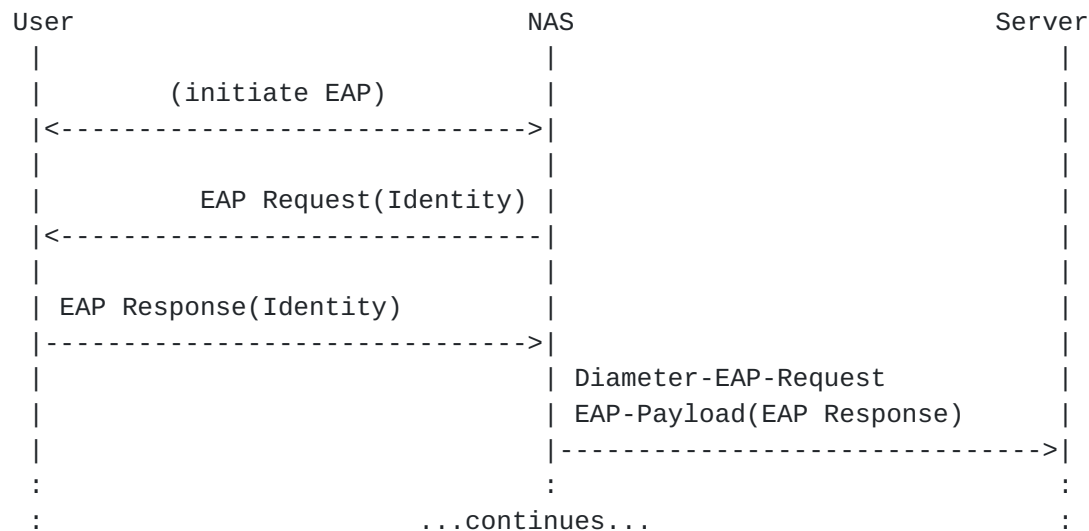 User                             NAS                           Server
 |                                |                                |
 |        (initiate EAP)          |                                |
 |<------------------------------>|                                |
 |                                |                                |
 |          EAP Request(Identity) |                                |
 |<-------------------------------|                                |
 |                                |                                |
 | EAP Response(Identity)         |                                |
 |------------------------------->|                                |
 |                                | Diameter-EAP-Request           |
 |                                | EAP-Payload(EAP Response)      |
 |                                |------------------------------->|
 :                                :                                :
 :                        ...continues...                          :